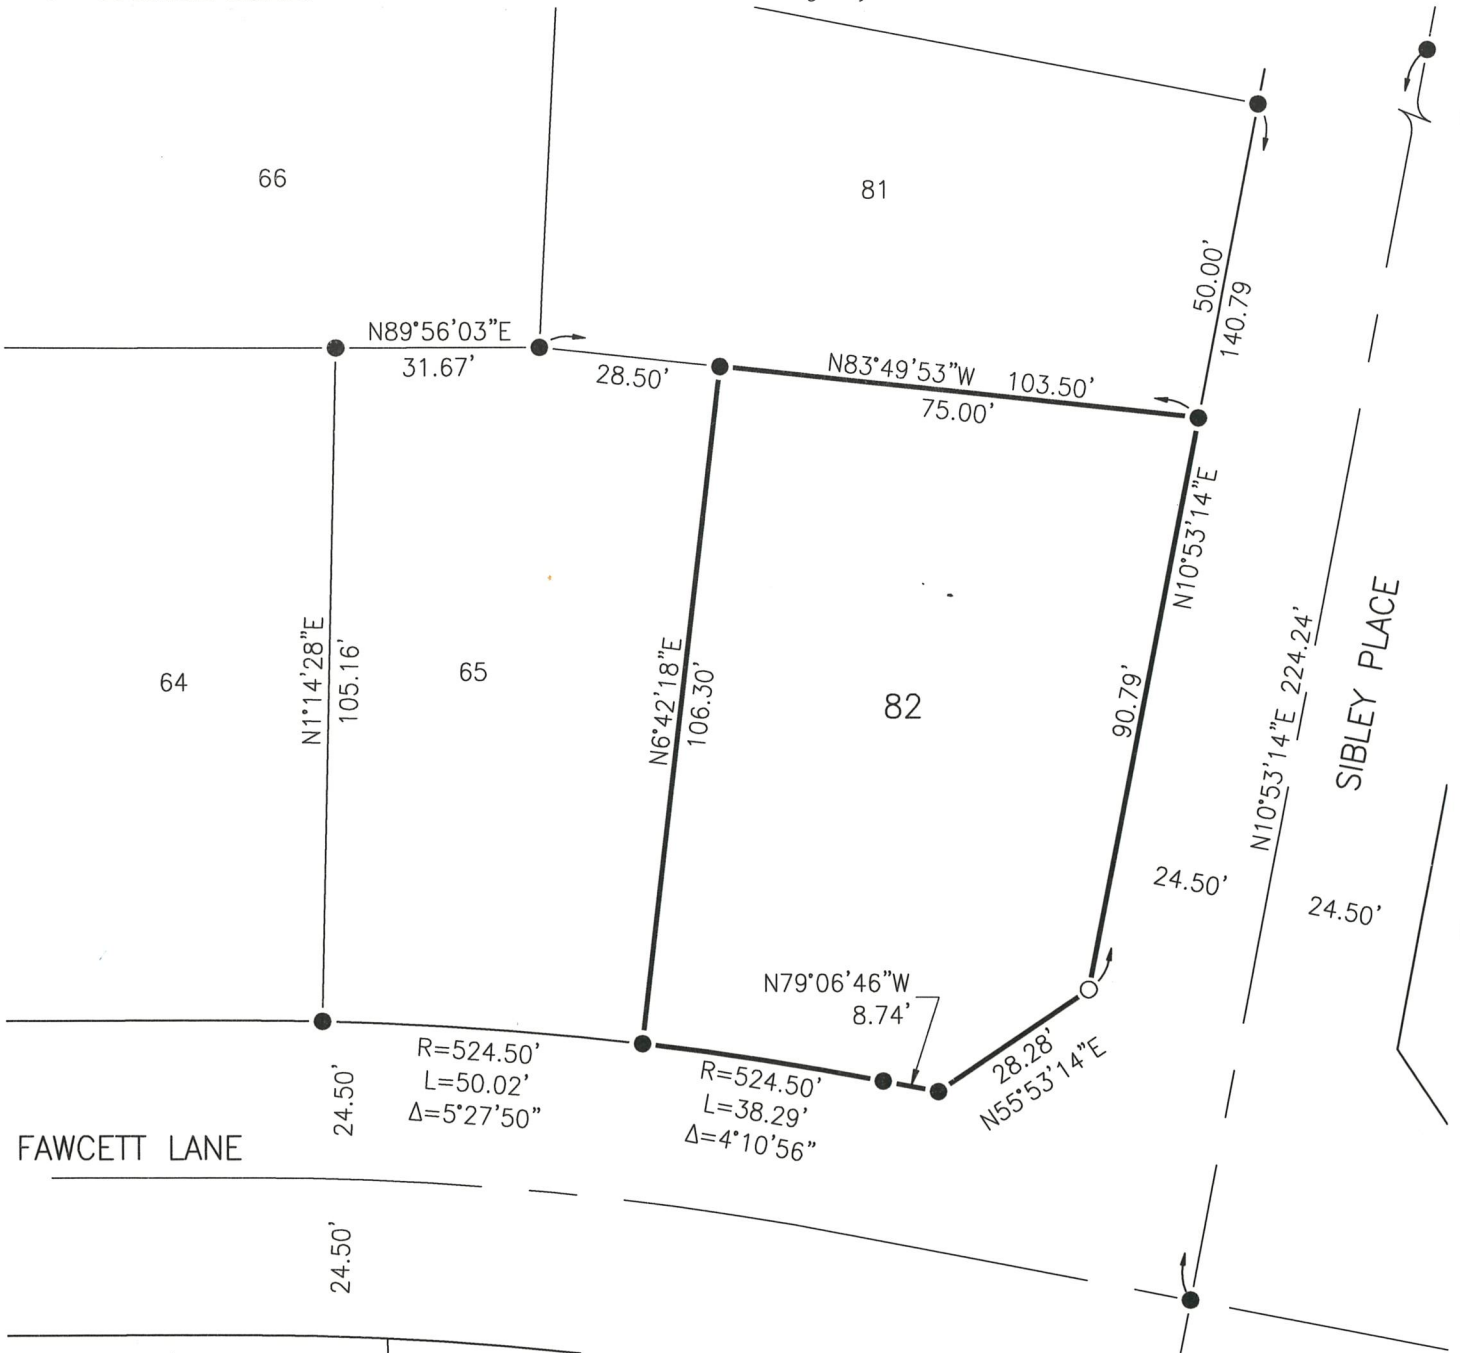 66
81
50.00'
140.79
N89°56'03"E
31.67'
28.50'
N83°49'53"W
103.50'
75.00'
N10°53'14"E
N1°14'28"E
105.16'
64
65
N6°42'18"E
106.30'
82
90.79'
N10°53'14"E 224.24'
SIBLEY PLACE
24.50'
24.50'
N79°06'46"W
8.74'
28.28'
N55°53'14"E
R=524.50'
L=50.02'
Δ=5°27'50"
R=524.50'
L=38.29'
Δ=4°10'56"
24.50'
FAWCETT LANE
24.50'